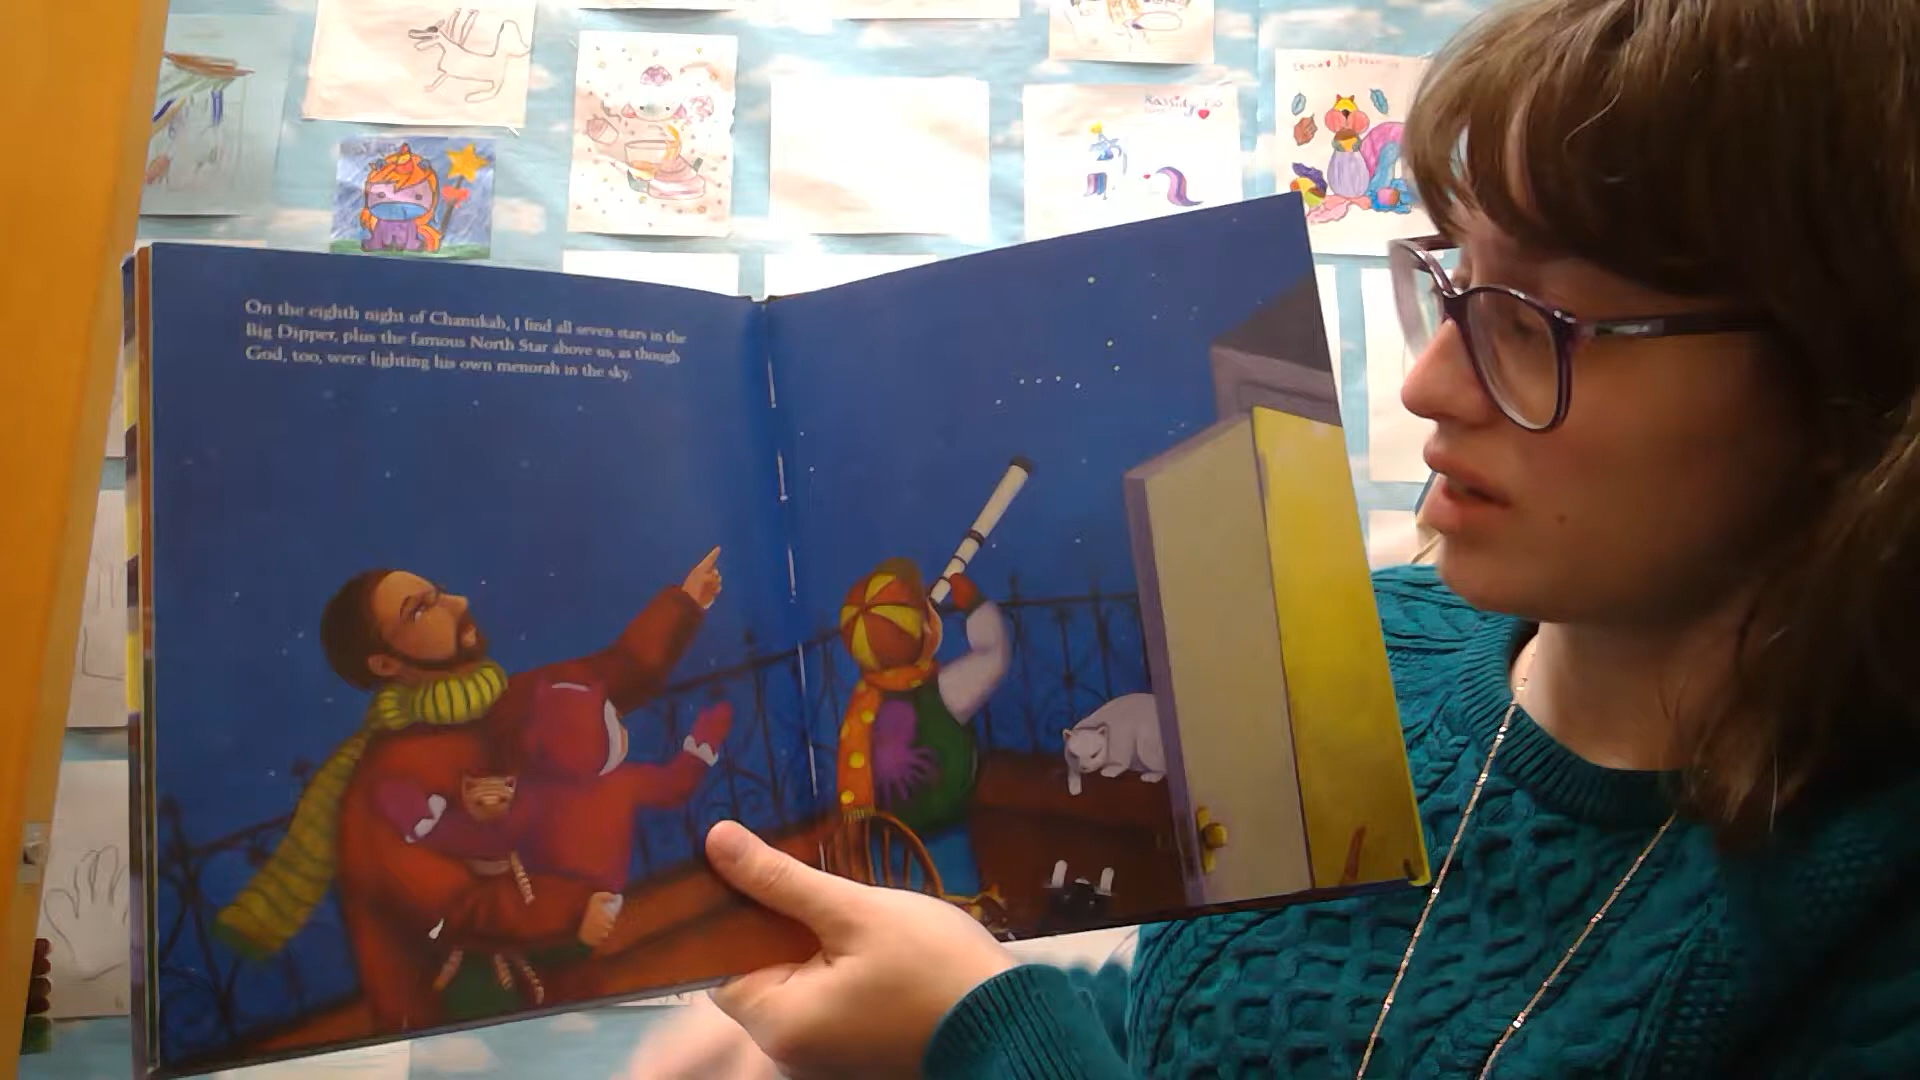 On the eighth night of Chanukah, I find all seven stars in the
Big Dipper, plus the famous North Star above us, as though
God, too, were lighting his own menorah in the sky.